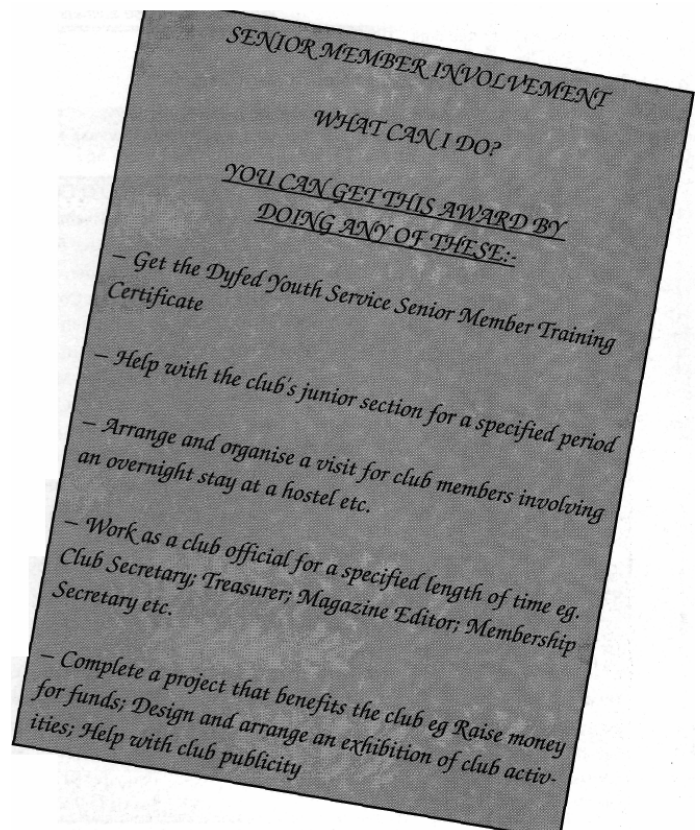 SENIOR MEMBER INVOLVEMENT
WHAT CAN I DO?
YOU CAN GET THIS AWARD BY
DOING ANY OF THESE:-
– Get the Dyfed Youth Service Senior Member Training
Certificate
– Help with the club's junior section for a specified period
– Arrange and organise a visit for club members involving
an overnight stay at a hostel etc.
– Work as a club official for a specified length of time eg.
Club Secretary; Treasurer; Magazine Editor; Membership
Secretary etc.
– Complete a project that benefits the club eg Raise money
for funds; Design and arrange an exhibition of club activ-
ities; Help with club publicity